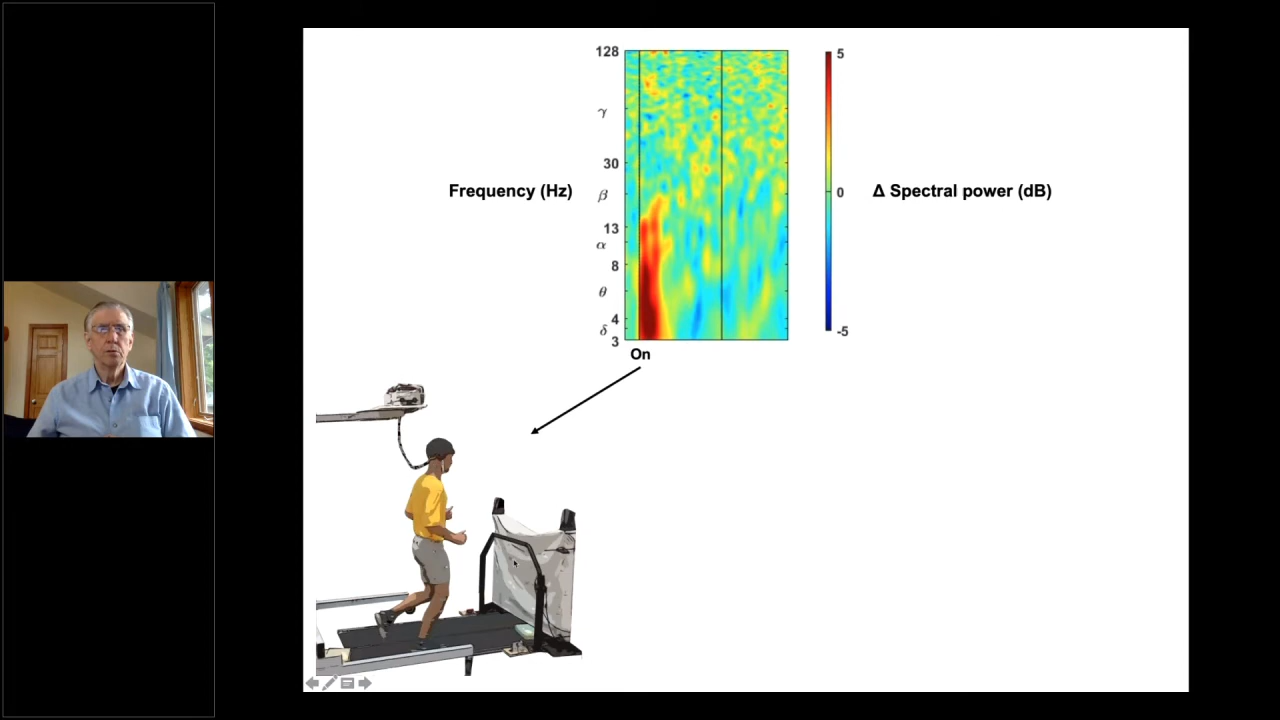 128
γ
30
Frequency (Hz)
β
13
α
8
θ
4
δ
3
On
5
0
Δ Spectral power (dB)
-5